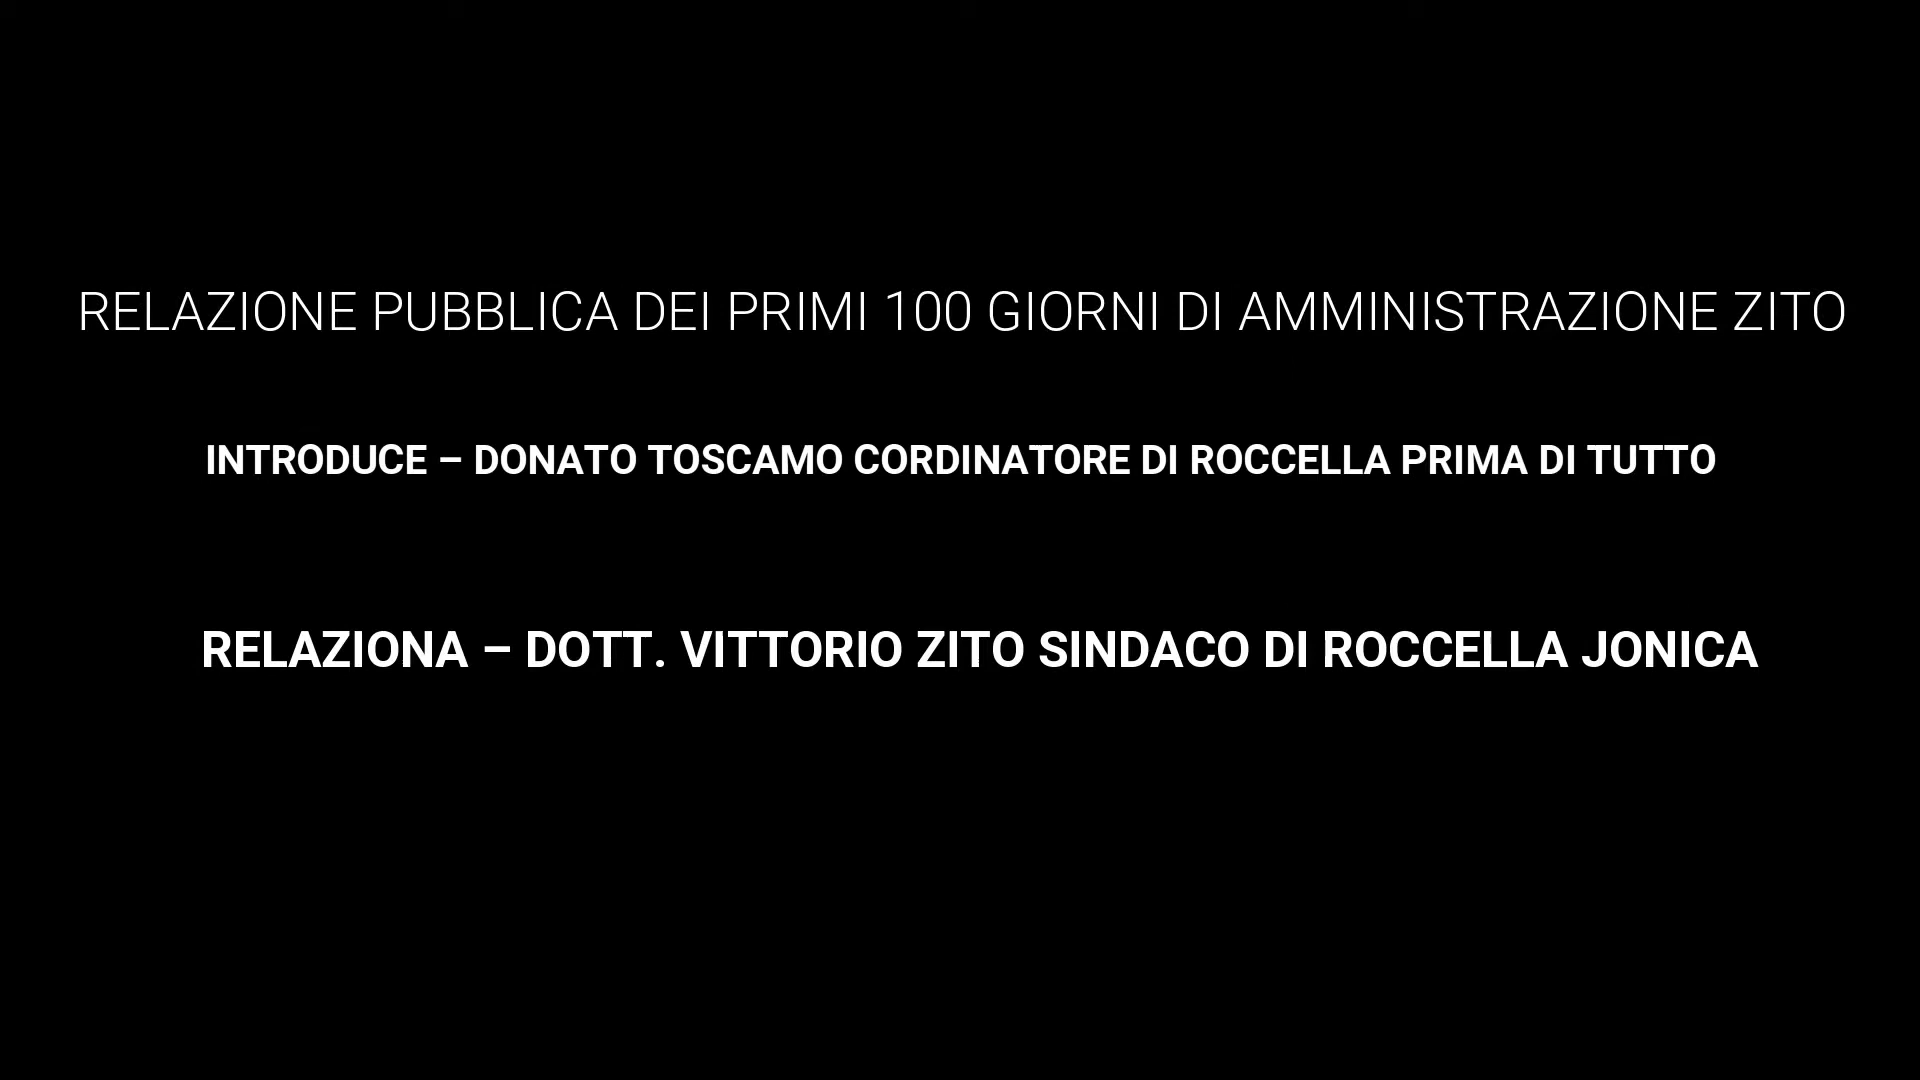 RELAZIONE PUBBLICA DEI PRIMI 100 GIORNI DI AMMINISTRAZIONE ZITO
INTRODUCE – DONATO TOSCAMO CORDINATORE DI ROCCELLA PRIMA DI TUTTO
RELAZIONA – DOTT. VITTORIO ZITO SINDACO DI ROCCELLA JONICA